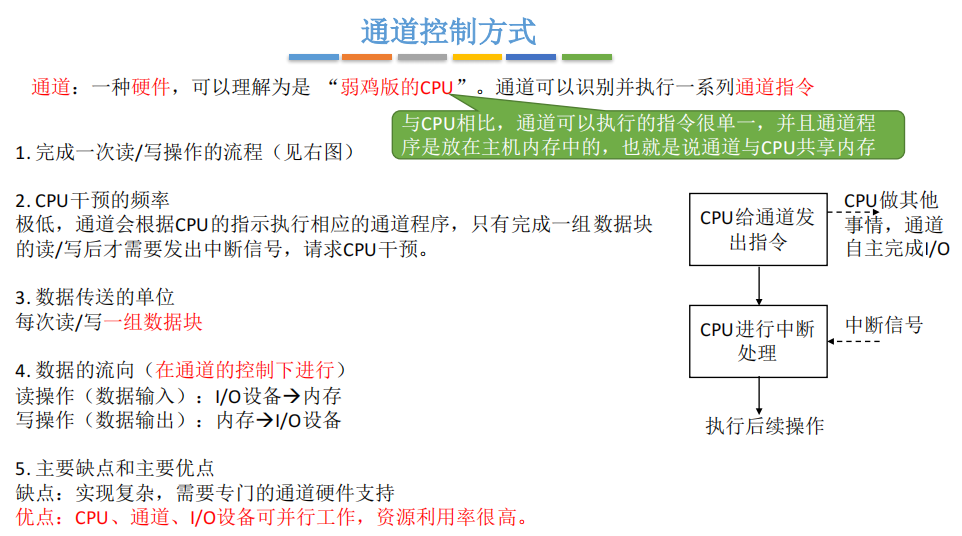 通道控制方式
通道：一种硬件，可以理解为是 “弱鸡版的CPU”。通道可以识别并执行一系列通道指令
与CPU相比，通道可以执行的指令很单一，并且通道程
序是放在主机内存中的，也就是说通道与CPU共享内存
1. 完成一次读/写操作的流程（见右图）
2. CPU干预的频率
极低，通道会根据CPU的指示执行相应的通道程序，只有完成一组数据块
的读/写后才需要发出中断信号，请求CPU干预。
3. 数据传送的单位
每次读/写一组数据块
4. 数据的流向（在通道的控制下进行）
读操作（数据输入）：I/O设备→内存
写操作（数据输出）：内存→I/O设备
5. 主要缺点和主要优点
缺点：实现复杂，需要专门的通道硬件支持
优点：CPU、通道、I/O设备可并行工作，资源利用率很高。
CPU给通道发
出指令
CPU做其他
事情，通道
自主完成I/O
CPU进行中断
处理
中断信号
执行后续操作